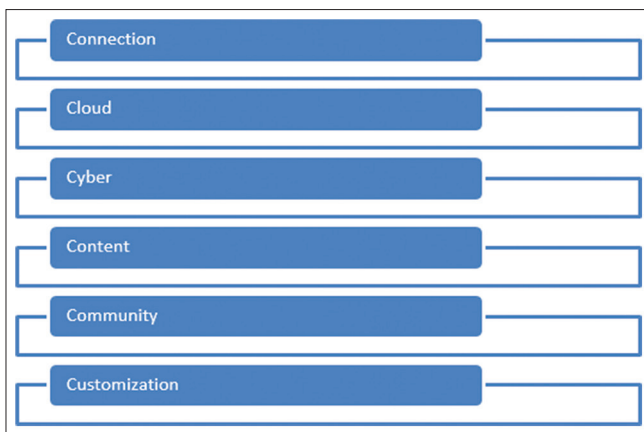 Connection
Cloud
Cyber
Content
Community
Customization